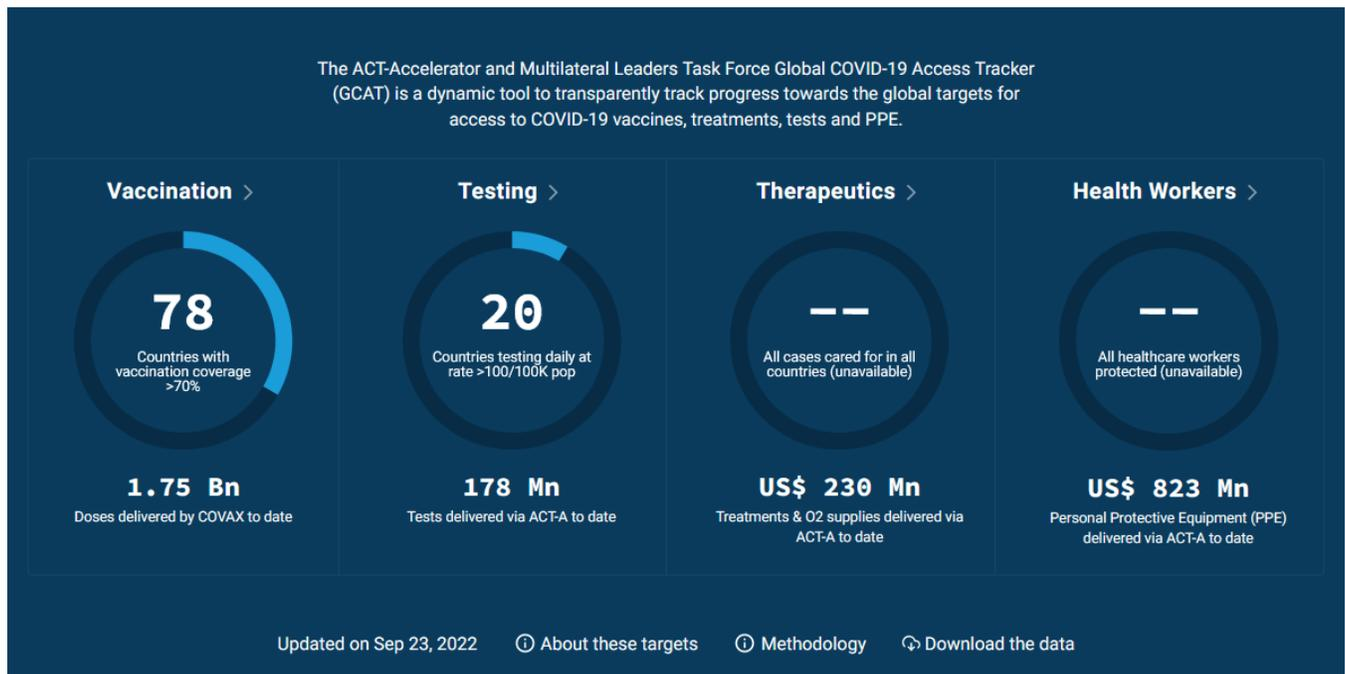 The ACT-Accelerator and Multilateral Leaders Task Force Global COVID-19 Access Tracker
(GCAT) is a dynamic tool to transparently track progress towards the global targets for
access to COVID-19 vaccines, treatments, tests and PPE.
Vaccination
78
Countries with
vaccination coverage
>70%
1.75 Bn
Doses delivered by COVAX to date
Testing
20
Countries testing daily at
rate >100/100K pop
178 Mn
Tests delivered via ACT-A to date
Therapeutics
——
All cases cared for in all
countries (unavailable)
US$ 230 Mn
Treatments & O2 supplies delivered via
ACT-A to date
Health Workers
——
All healthcare workers
protected (unavailable)
US$ 823 Mn
Personal Protective Equipment (PPE)
delivered via ACT-A to date
Updated on Sep 23, 2022
About these targets
Methodology
Download the data